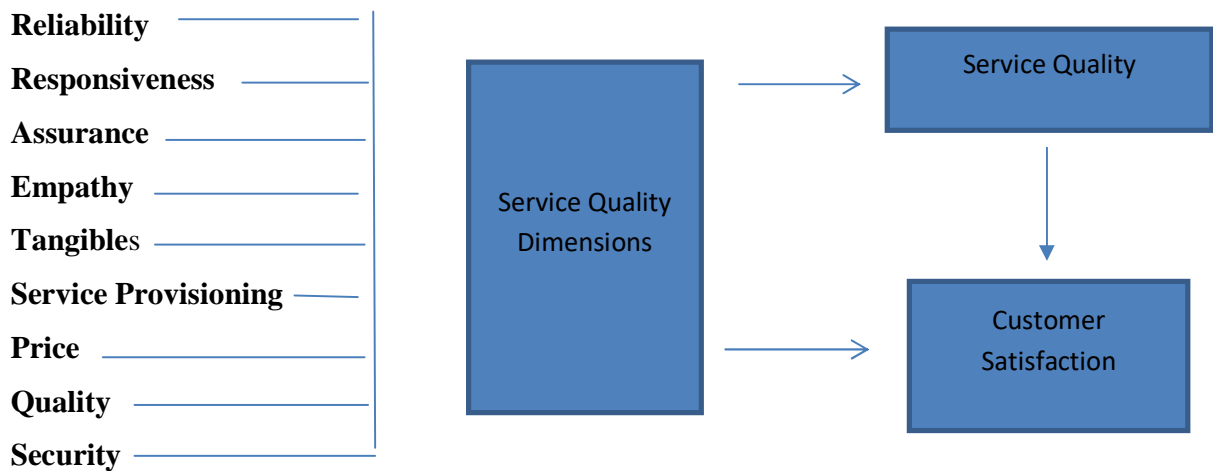 Reliability
Responsiveness
Assurance
Empathy
Tangibles
Service Provisioning
Price
Quality
Security
Service Quality
Dimensions
Service Quality
Customer
Satisfaction